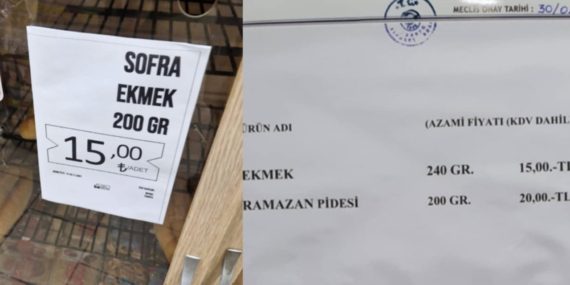 SOFRA
EKMEK
200 GR
15,00
₺/ADET
MECLİS ONAY TARİHİ : 30/0
ÜRÜN ADI (AZAMİ FİYATI (KDV DAHİL
EKMEK 240 GR. 15,00.-TL
RAMAZAN PİDESİ 200 GR. 20,00.-TL